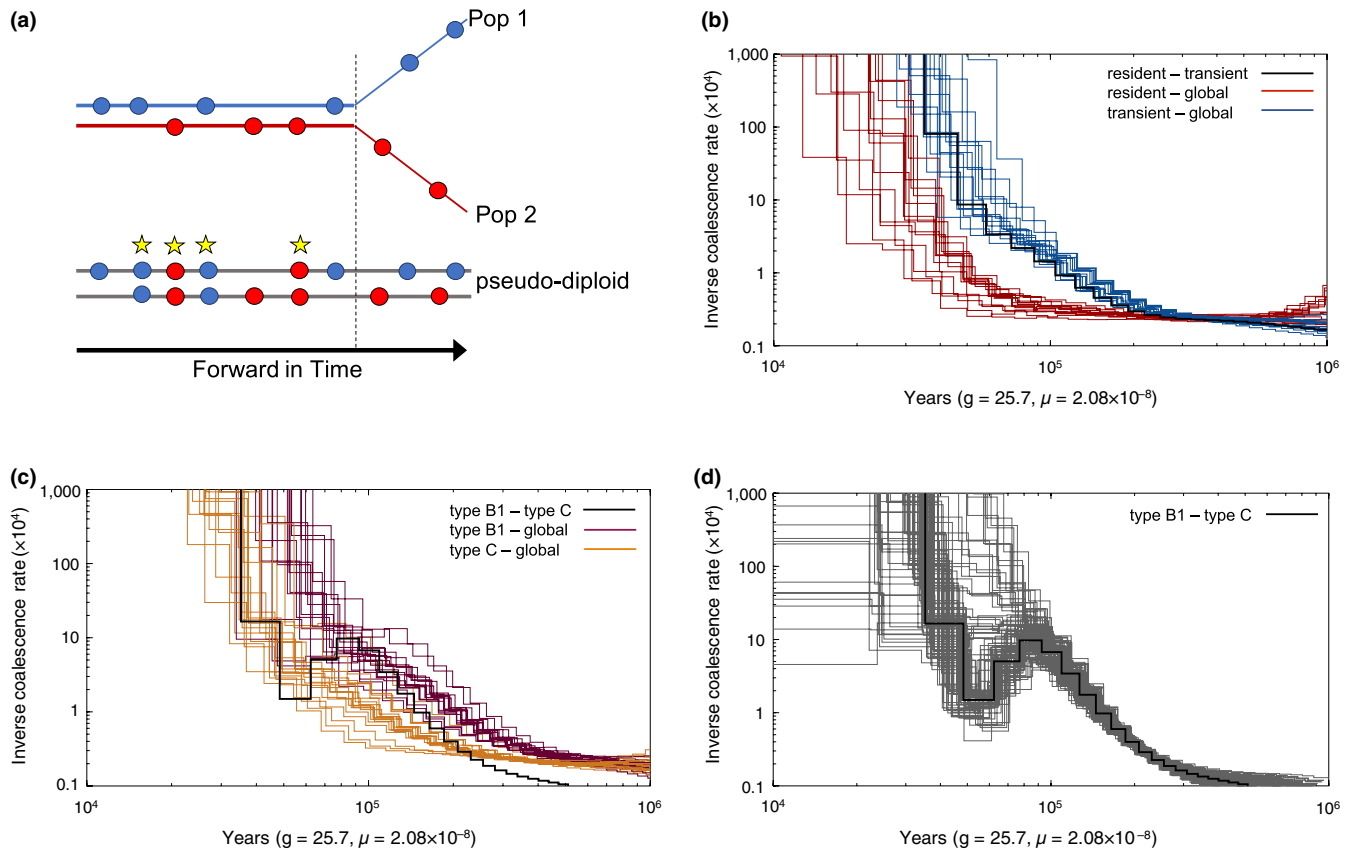 (a)
Pop 1
Pop 2
pseudo-diploid
Forward in Time
(b)
Inverse coalescence rate (×10⁴)
1,000
100
10
1
0.1
resident – transient
resident – global
transient – global
10⁴
10⁵
10⁶
Years (g = 25.7, μ = 2.08×10⁻⁸)
(c)
Inverse coalescence rate (×10⁴)
1,000
100
10
1
0.1
type B1 – type C
type B1 – global
type C – global
10⁴
10⁵
10⁶
Years (g = 25.7, μ = 2.08×10⁻⁸)
(d)
Inverse coalescence rate (×10⁴)
1,000
100
10
1
0.1
type B1 – type C
10⁴
10⁵
10⁶
Years (g = 25.7, μ = 2.08×10⁻⁸)